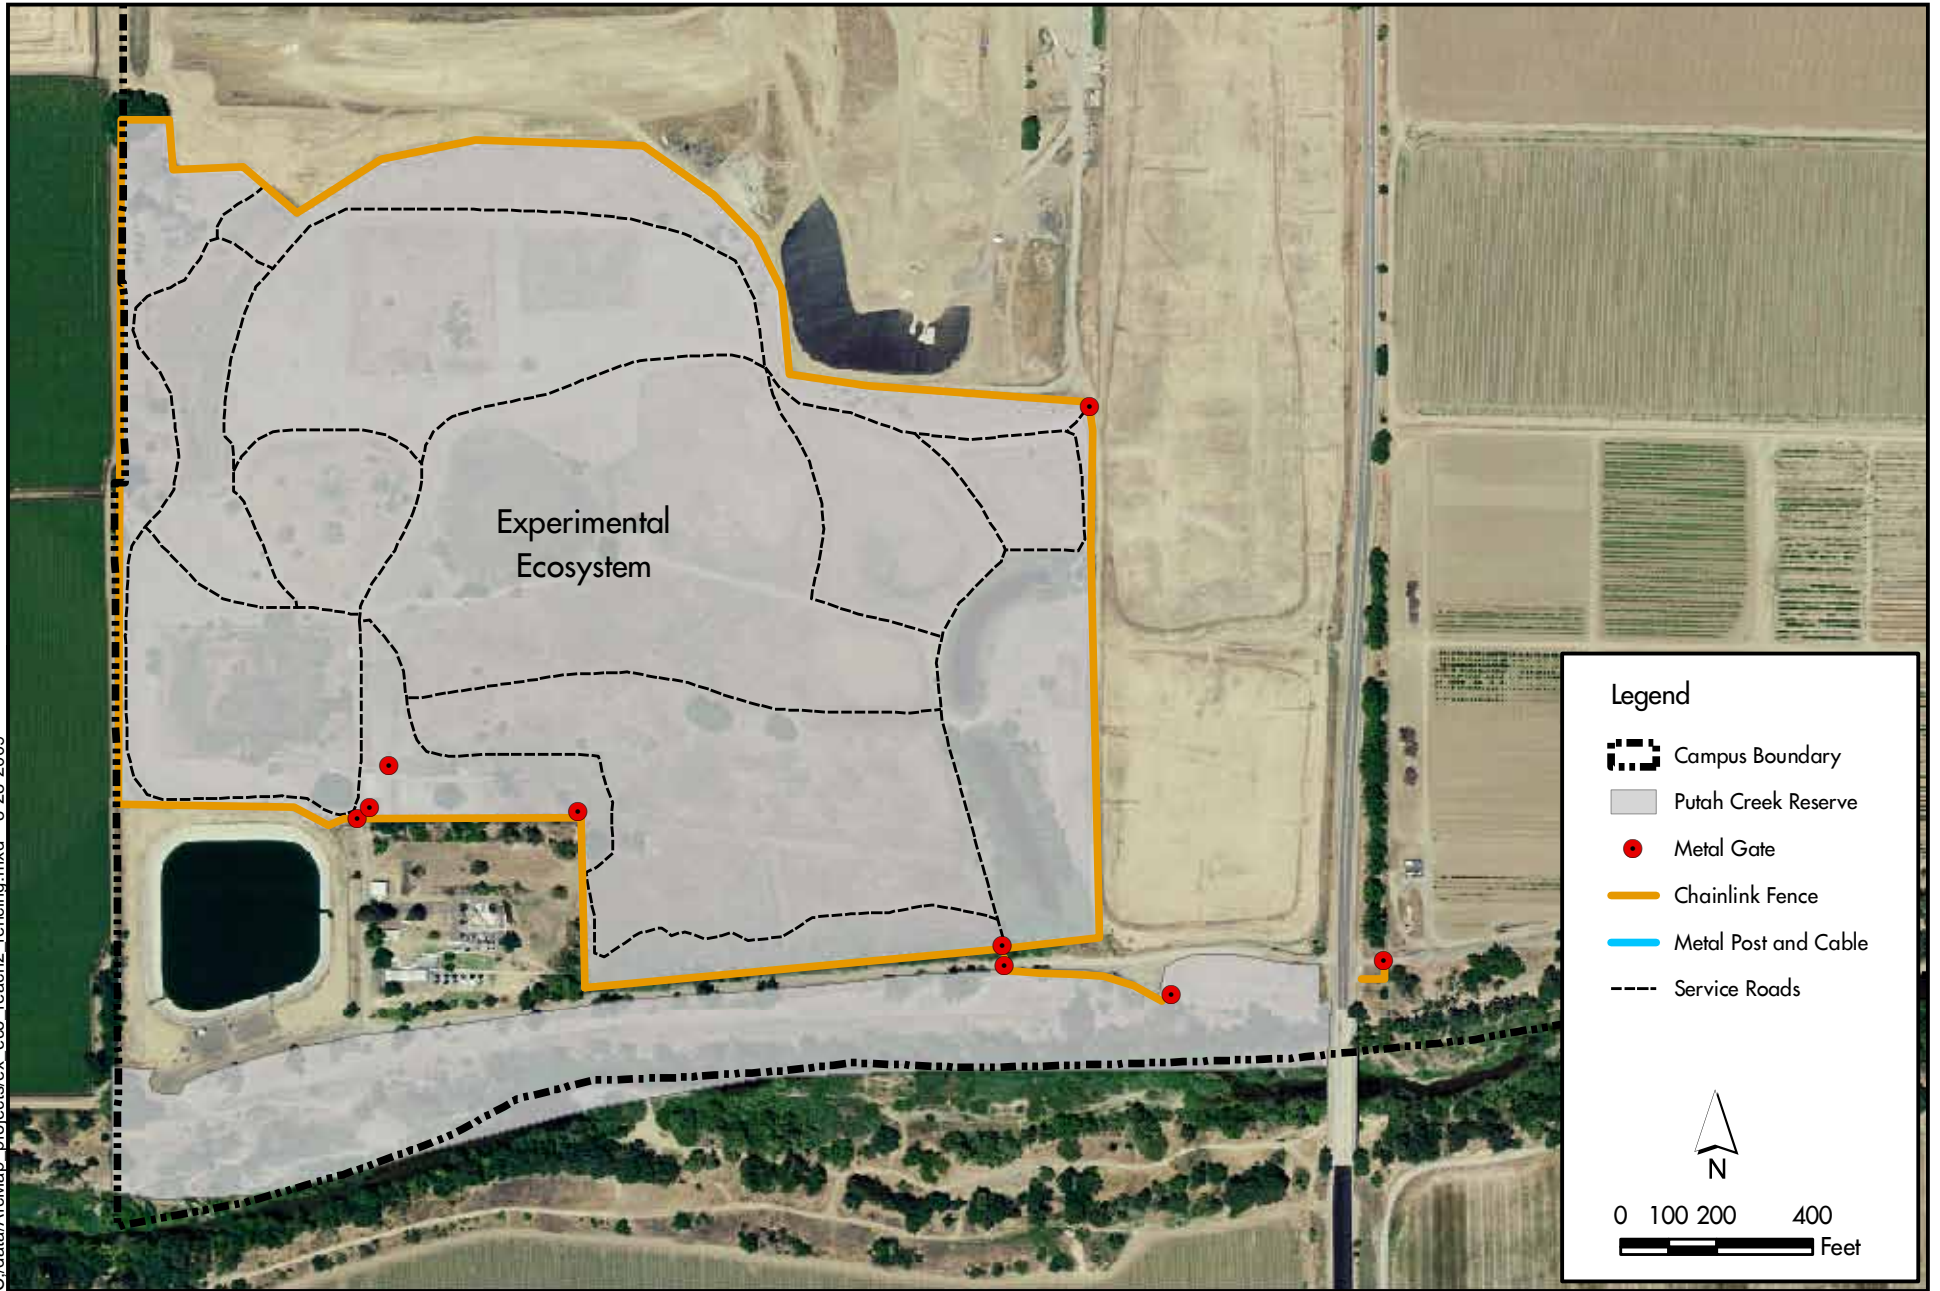 Experimental
Ecosystem
Legend
Campus Boundary
Putah Creek Reserve
Metal Gate
Chainlink Fence
Metal Post and Cable
Service Roads
N
0 100 200 400
Feet